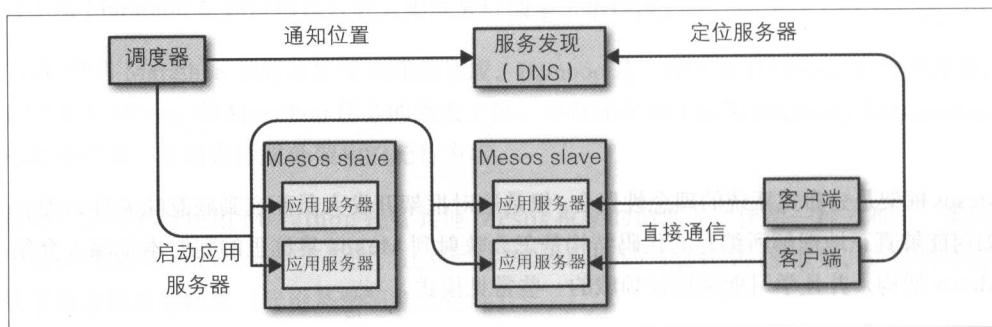 通知位置
定位服务器
调度器
服务发现
（DNS）
Mesos slave
Mesos slave
应用服务器
应用服务器
应用服务器
应用服务器
客户端
客户端
直接通信
启动应用
服务器